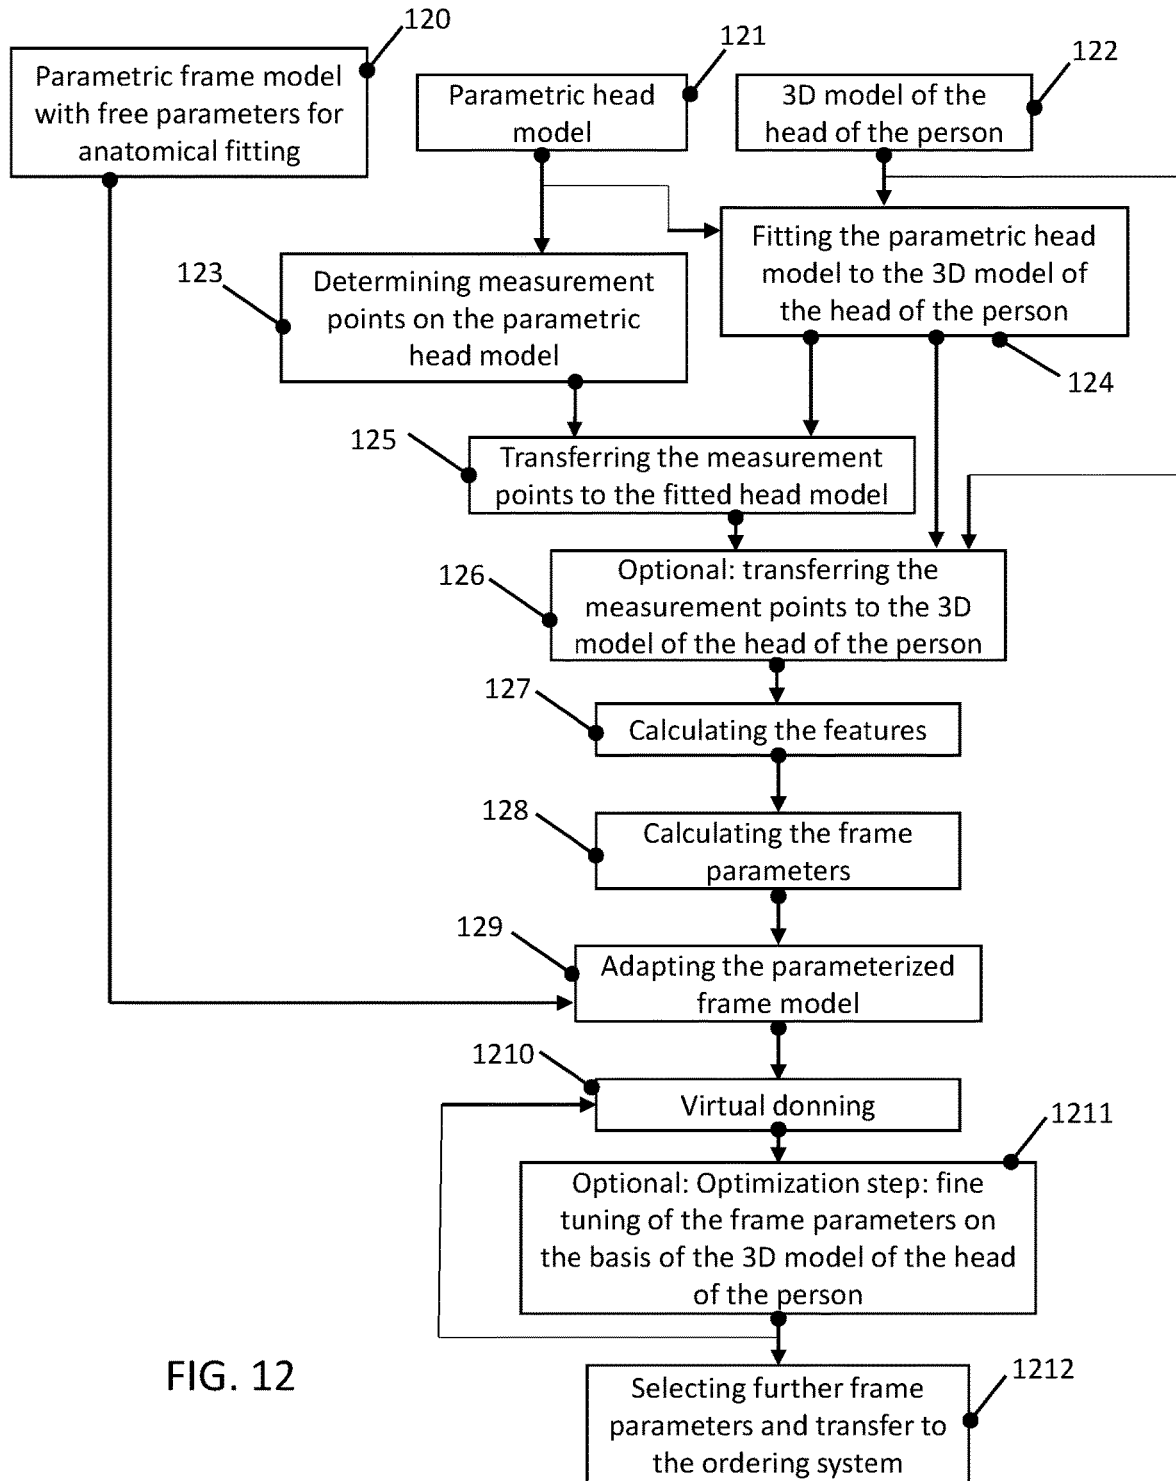 120
Parametric frame model
with free parameters for
anatomical fitting
121
Parametric head
model
122
3D model of the
head of the person
123
Determining measurement
points on the parametric
head model
Fitting the parametric head
model to the 3D model of
the head of the person
124
125
Transferring the measurement
points to the fitted head model
126
Optional: transferring the
measurement points to the 3D
model of the head of the person
127
Calculating the features
128
Calculating the frame
parameters
129
Adapting the parameterized
frame model
1210
Virtual donning
1211
Optional: Optimization step: fine
tuning of the frame parameters on
the basis of the 3D model of the head
of the person
FIG. 12
1212
Selecting further frame
parameters and transfer to
the ordering system